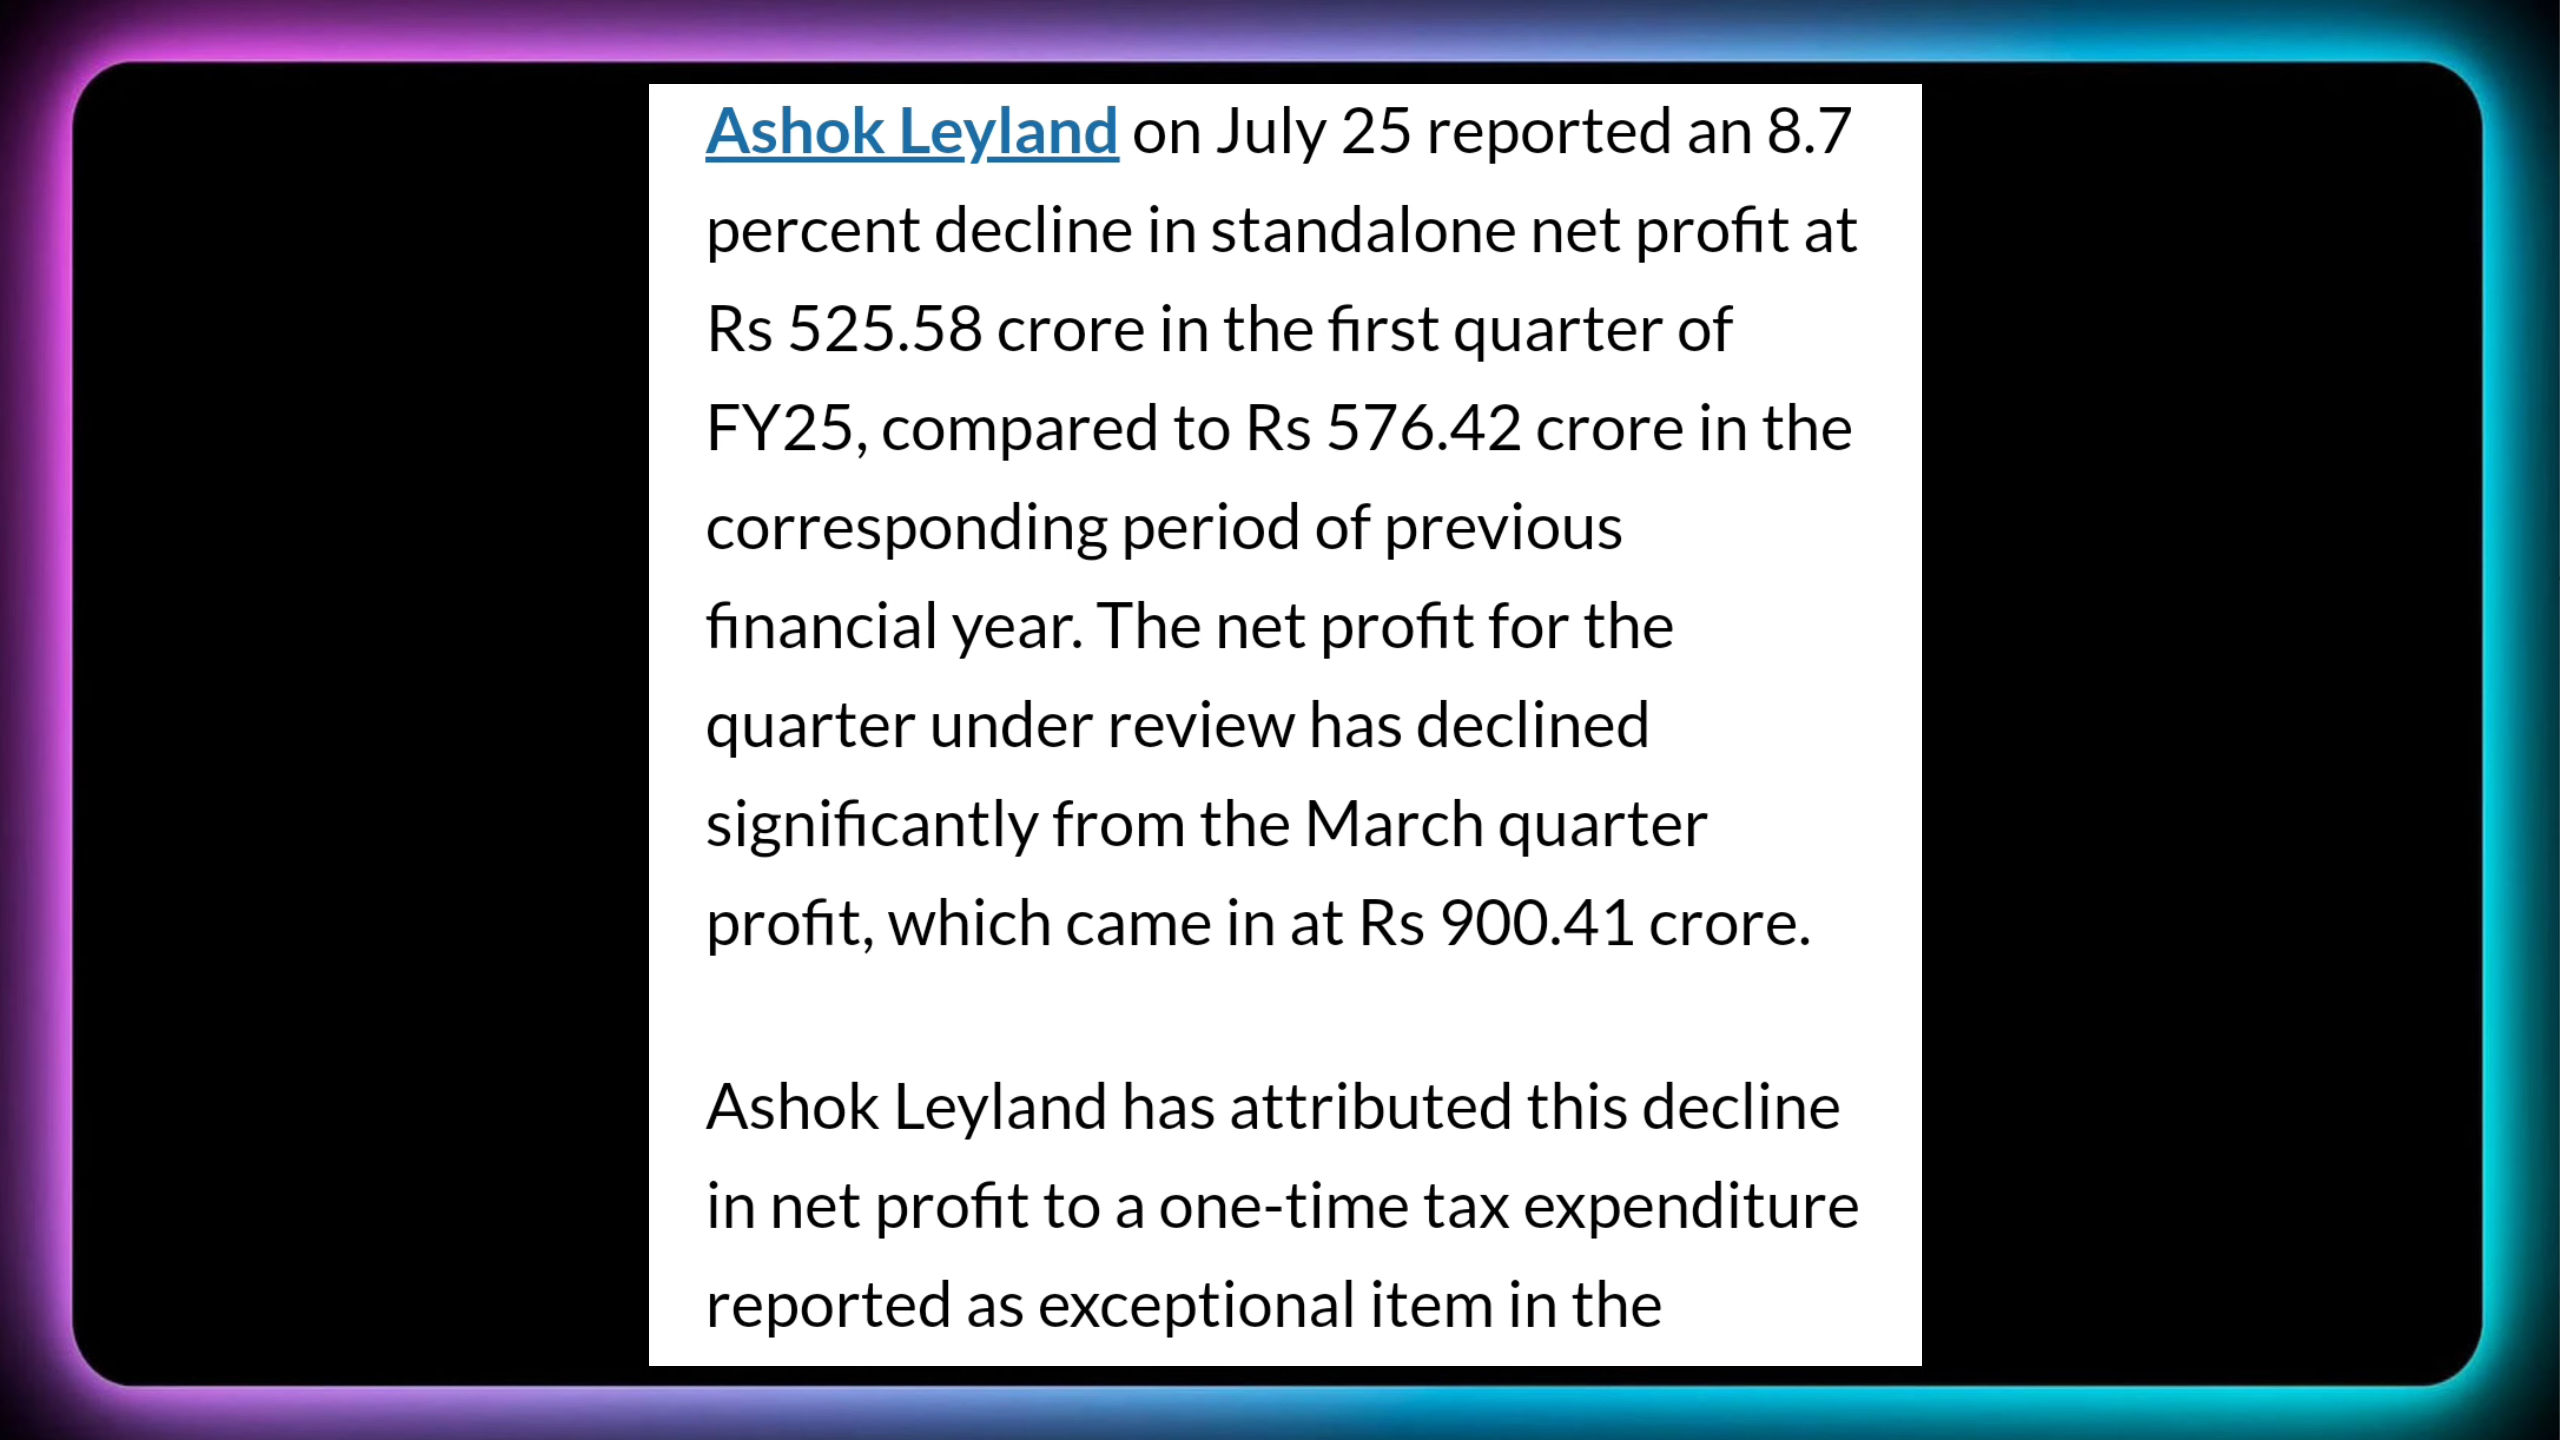 Ashok Leyland on July 25 reported an 8.7
percent decline in standalone net profit at
Rs 525.58 crore in the first quarter of
FY25, compared to Rs 576.42 crore in the
corresponding period of previous
financial year. The net profit for the
quarter under review has declined
significantly from the March quarter
profit, which came in at Rs 900.41 crore.
Ashok Leyland has attributed this decline
in net profit to a one-time tax expenditure
reported as exceptional item in the